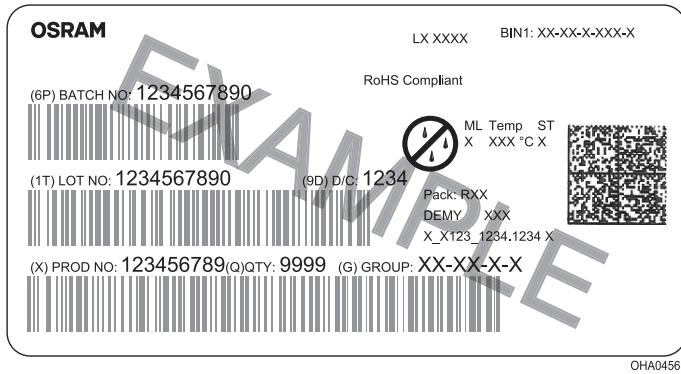 OSRAM
LX XXXX
BIN1: XX-XX-X-XXX-X
RoHS Compliant
(6P) BATCH NO: 1234567890
ML Temp ST
X XXX °C X
(1T) LOT NO: 1234567890 (9D) D/C: 1234
Pack: RXX
DEMY XXX
X_X123_1234.1234 X
(X) PROD NO: 123456789(Q)QTY: 9999 (G) GROUP: XX-XX-X-X
EXAMPLE
OHA04563